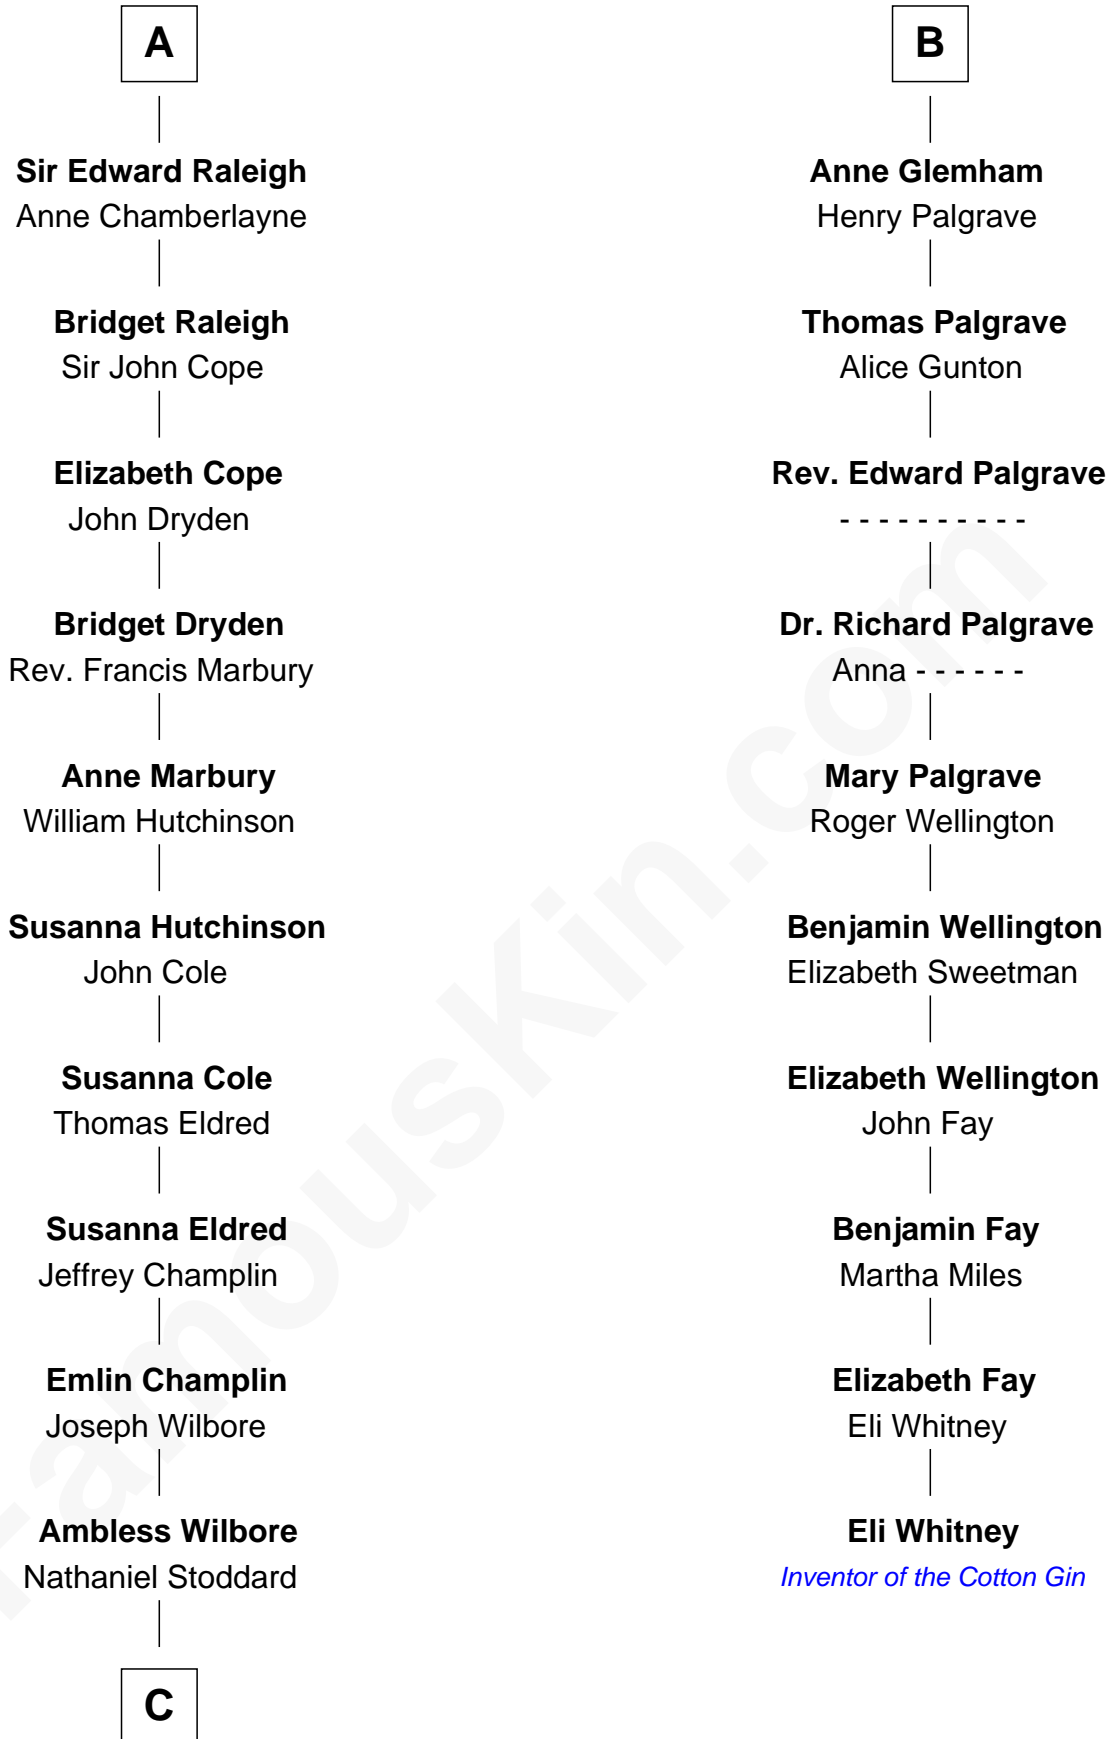 A
Sir Edward Raleigh
Anne Chamberlayne
Bridget Raleigh
Sir John Cope
Elizabeth Cope
John Dryden
Bridget Dryden
Rev. Francis Marbury
Anne Marbury
William Hutchinson
Susanna Hutchinson
John Cole
Susanna Cole
Thomas Eldred
Susanna Eldred
Jeffrey Champlin
Emlin Champlin
Joseph Wilbore
Ambless Wilbore
Nathaniel Stoddard
C
B
Anne Glemham
Henry Palgrave
Thomas Palgrave
Alice Gunton
Rev. Edward Palgrave
- - - - - - - - - -
Dr. Richard Palgrave
Anna - - - - - -
Mary Palgrave
Roger Wellington
Benjamin Wellington
Elizabeth Sweetman
Elizabeth Wellington
John Fay
Benjamin Fay
Martha Miles
Elizabeth Fay
Eli Whitney
Eli Whitney
Inventor of the Cotton Gin
FamousKin.com